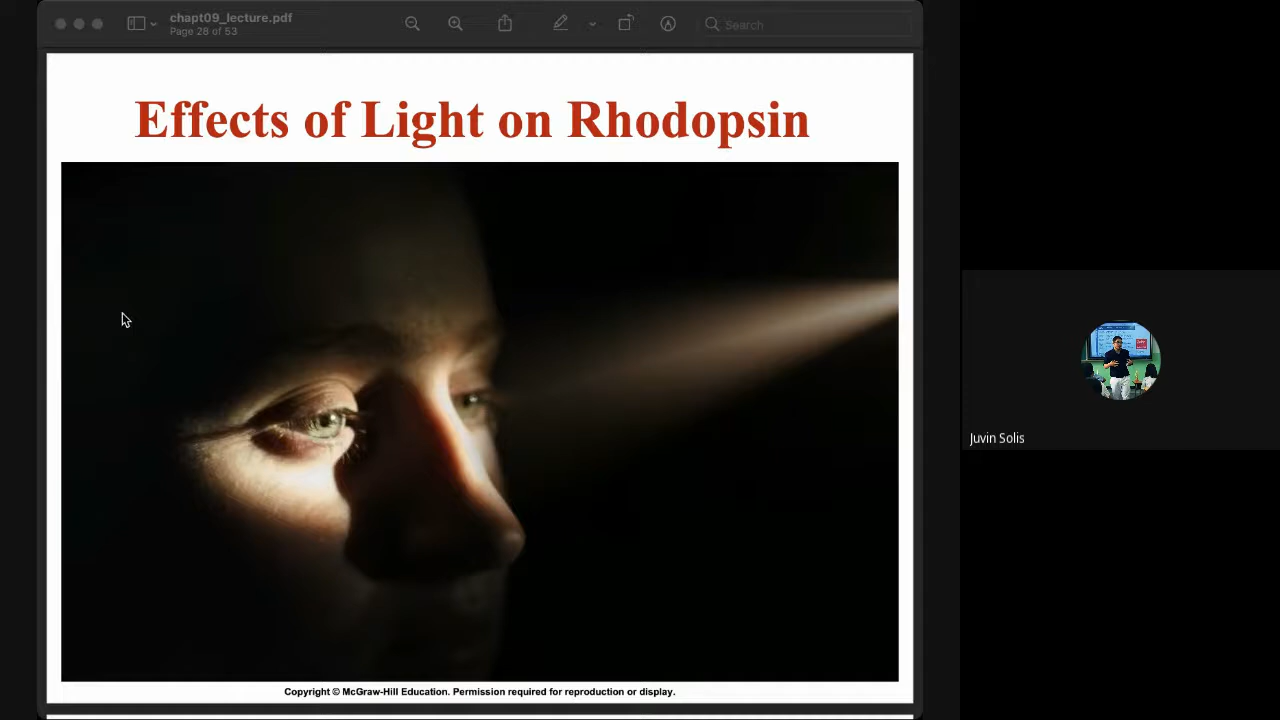 chapt09_lecture.pdf
Page 28 of 53
Search
Effects of Light on Rhodopsin
Copyright © McGraw-Hill Education. Permission required for reproduction or display.
Juvin Solis